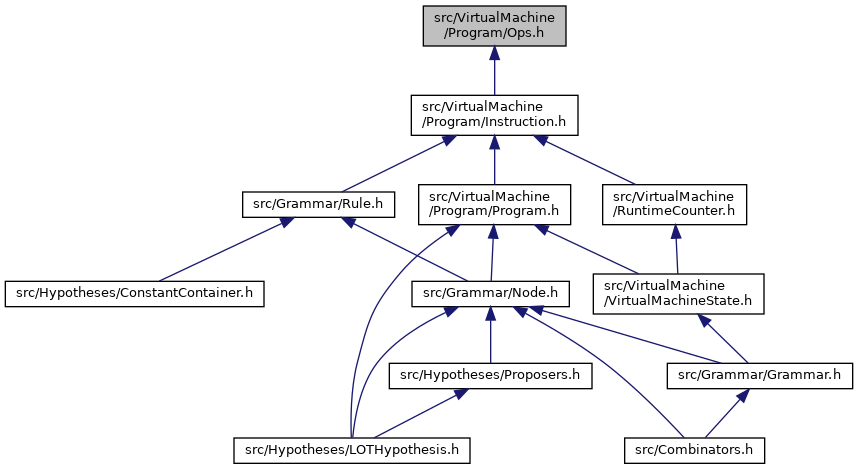 src/VirtualMachine
/Program/Ops.h
src/VirtualMachine
/Program/Instruction.h
src/Grammar/Rule.h
src/VirtualMachine
/Program/Program.h
src/VirtualMachine
/RuntimeCounter.h
src/Hypotheses/ConstantContainer.h
src/Grammar/Node.h
src/VirtualMachine
/VirtualMachineState.h
src/Hypotheses/Proposers.h
src/Grammar/Grammar.h
src/Hypotheses/LOTHypothesis.h
src/Combinators.h